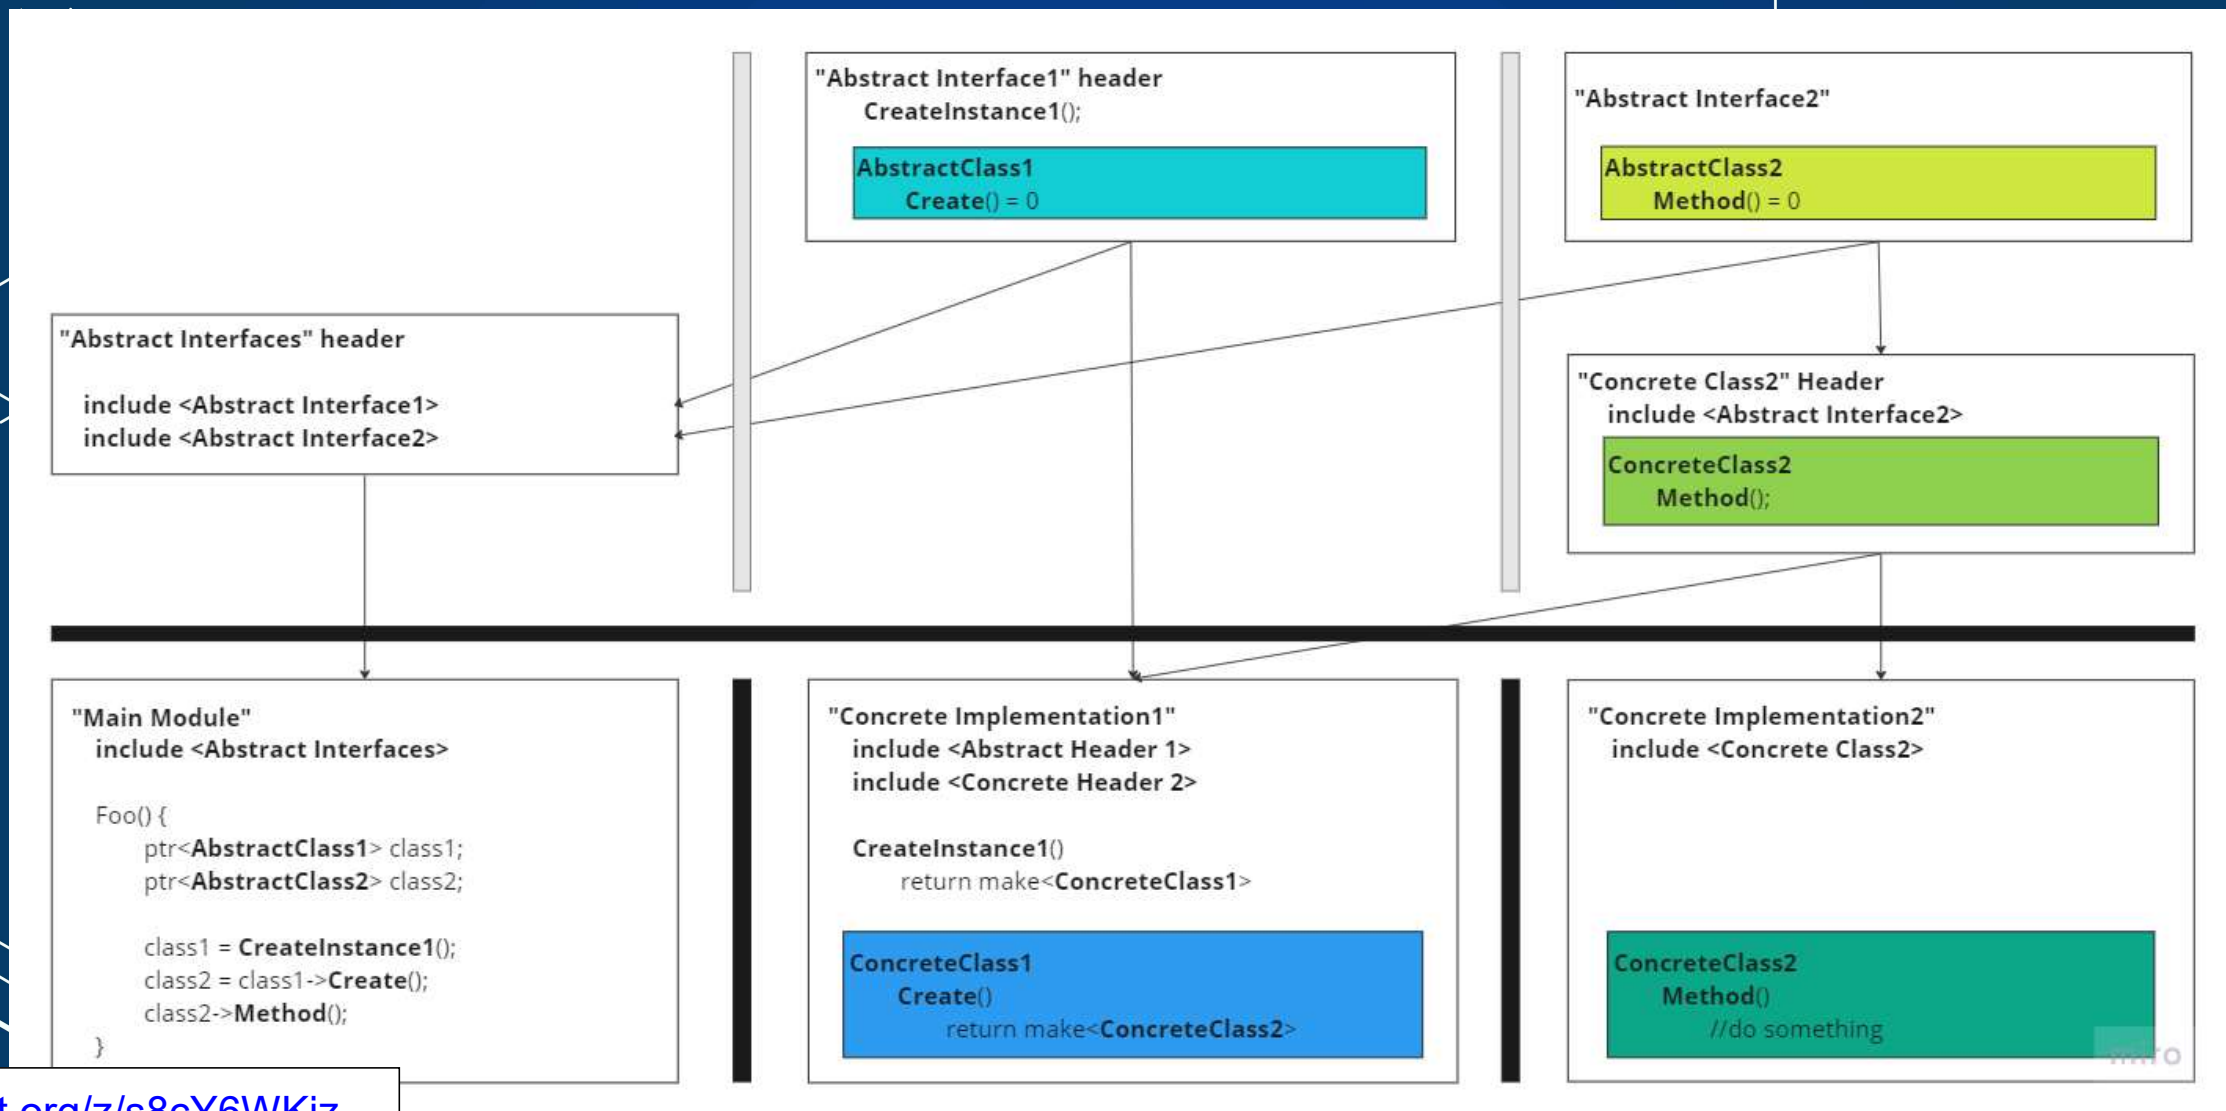 "Abstract Interface1" header
CreateInstance1();
AbstractClass1
Create() = 0
"Abstract Interface2"
AbstractClass2
Method() = 0
"Abstract Interfaces" header
include <Abstract Interface1>
include <Abstract Interface2>
"Concrete Class2" Header
include <Abstract Interface2>
ConcreteClass2
Method();
"Main Module"
include <Abstract Interfaces>
Foo() {
ptr<AbstractClass1> class1;
ptr<AbstractClass2> class2;
class1 = CreateInstance1();
class2 = class1->Create();
class2->Method();
}
"Concrete Implementation1"
include <Abstract Header 1>
include <Concrete Header 2>
CreateInstance1()
return make<ConcreteClass1>
ConcreteClass1
Create()
return make<ConcreteClass2>
"Concrete Implementation2"
include <Concrete Class2>
ConcreteClass2
Method()
//do something
miro